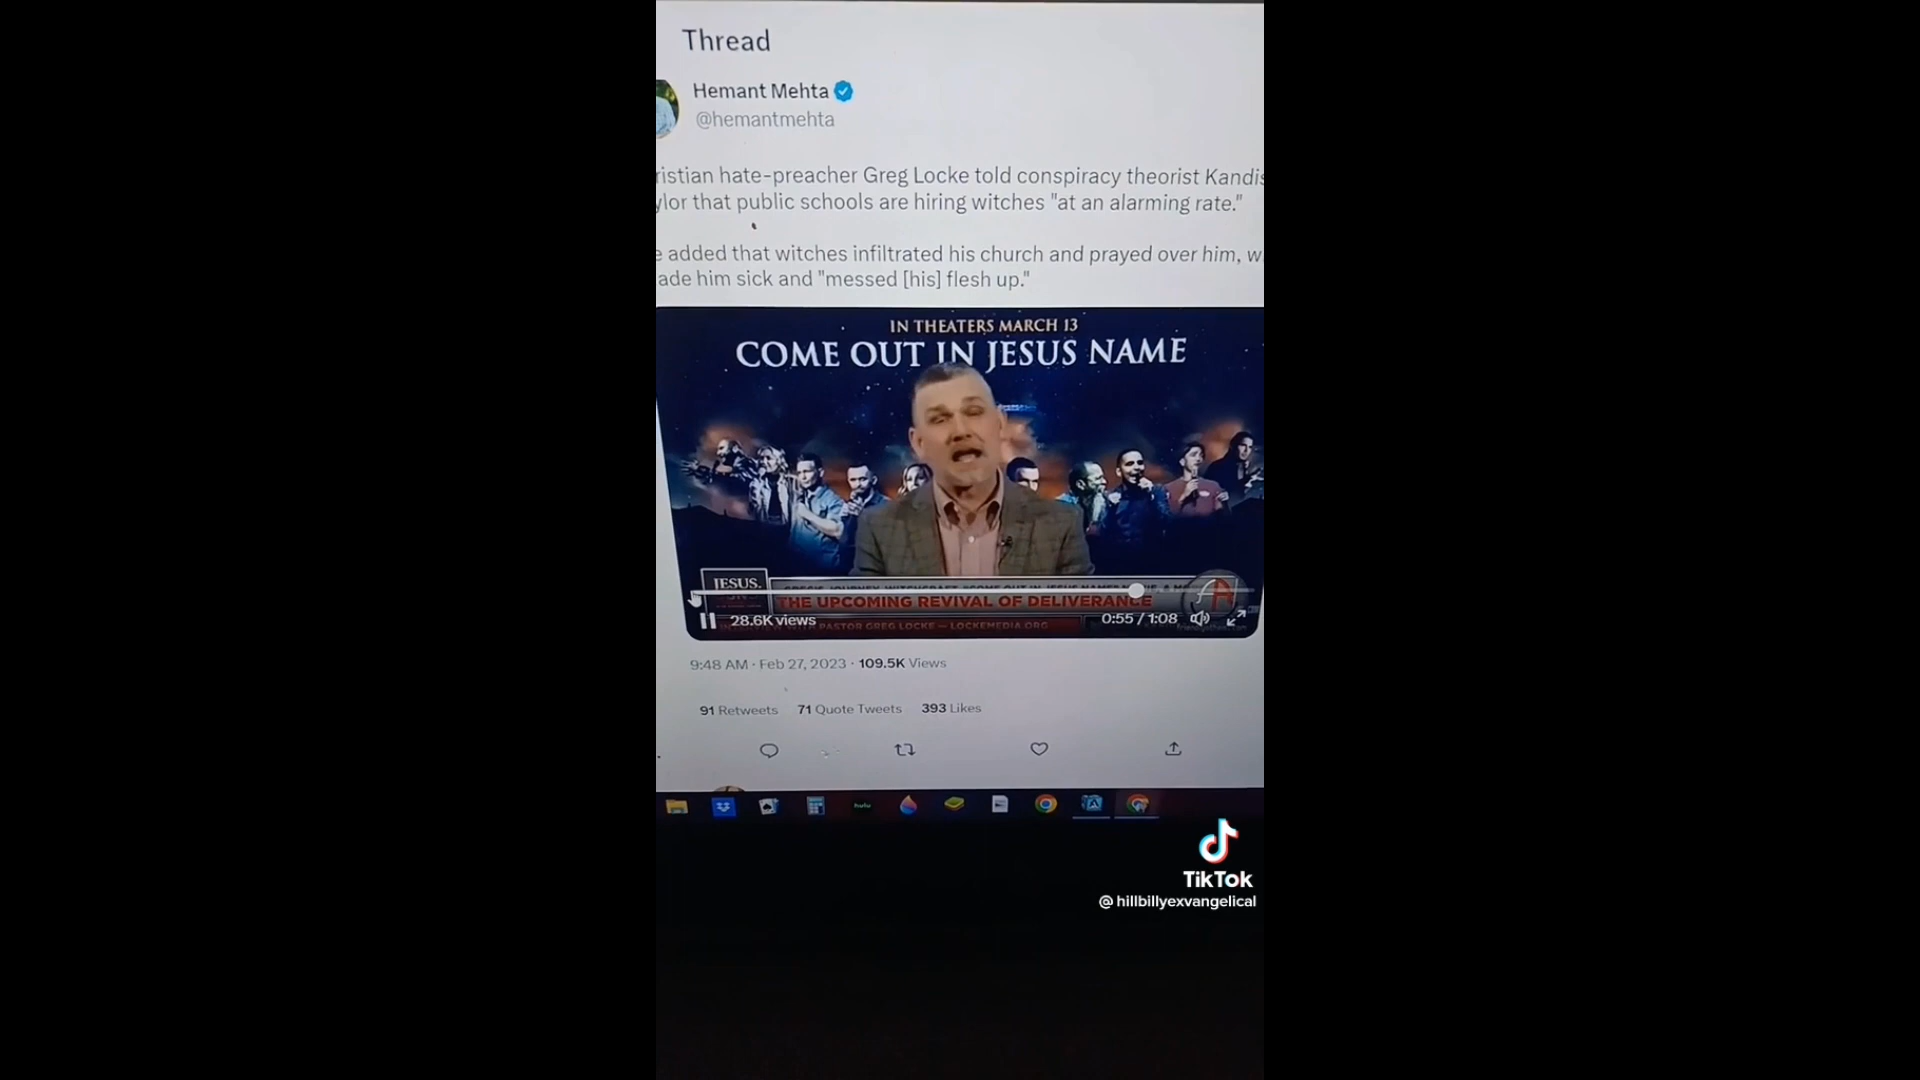 Thread
Hemant Mehta
@hemantmehta
ristian hate-preacher Greg Locke told conspiracy theorist Kandis
ylor that public schools are hiring witches "at an alarming rate."
e added that witches infiltrated his church and prayed over him, w
ade him sick and "messed [his] flesh up."
IN THEATERS MARCH 13
COME OUT IN JESUS NAME
JESUS.
THE UPCOMING REVIVAL OF DELIVERANCE
28.6K views
PASTOR GREG LOCKE — LOCKEMEDIA.ORG
0:55 / 1:08
9:48 AM · Feb 27, 2023 · 109.5K Views
91 Retweets 71 Quote Tweets 393 Likes
hulu
TikTok
@hillbillyexvangelical